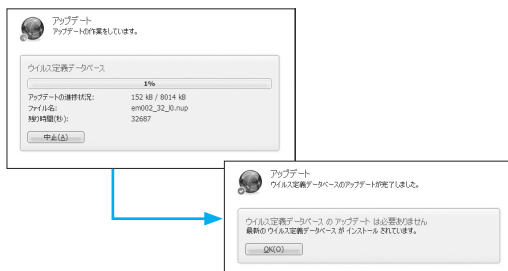 アップデート
アップデートの作業をしています。
ウイルス定義データベース
1%
アップデートの進捗状況: 152 kB / 8014 kB
ファイル名: em002_32_l0.nup
残り時間(秒): 32687
中止(A)
アップデート
ウイルス定義データベースのアップデートが完了しました。
ウイルス定義データベース の アップデート は必要ありません
最新の ウイルス定義データベース が インストール されています。
OK(O)